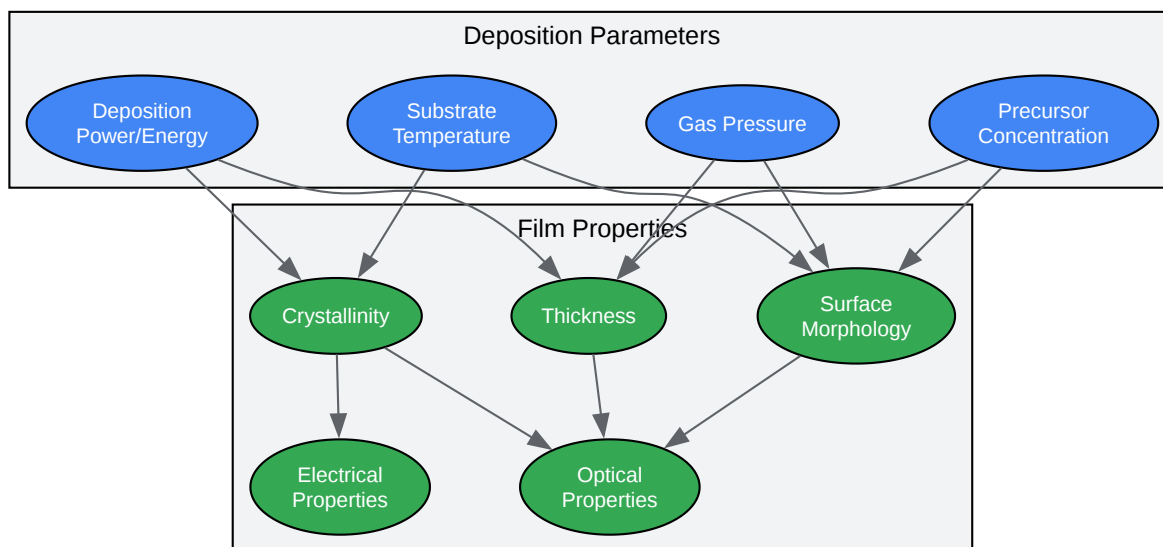 Deposition Parameters
Deposition
Power/Energy
Substrate
Temperature
Gas Pressure
Precursor
Concentration
Film Properties
Crystallinity
Thickness
Surface
Morphology
Electrical
Properties
Optical
Properties